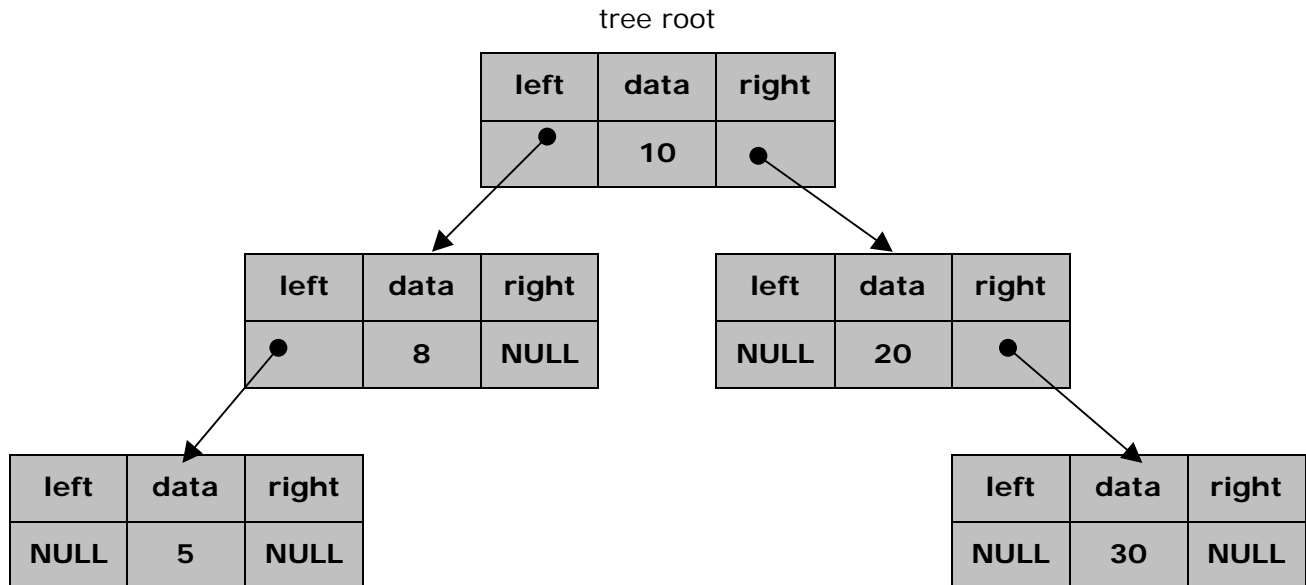 tree root
left data right
10
left data right
8 NULL
left data right
NULL 20
left data right
NULL 5 NULL
left data right
NULL 30 NULL